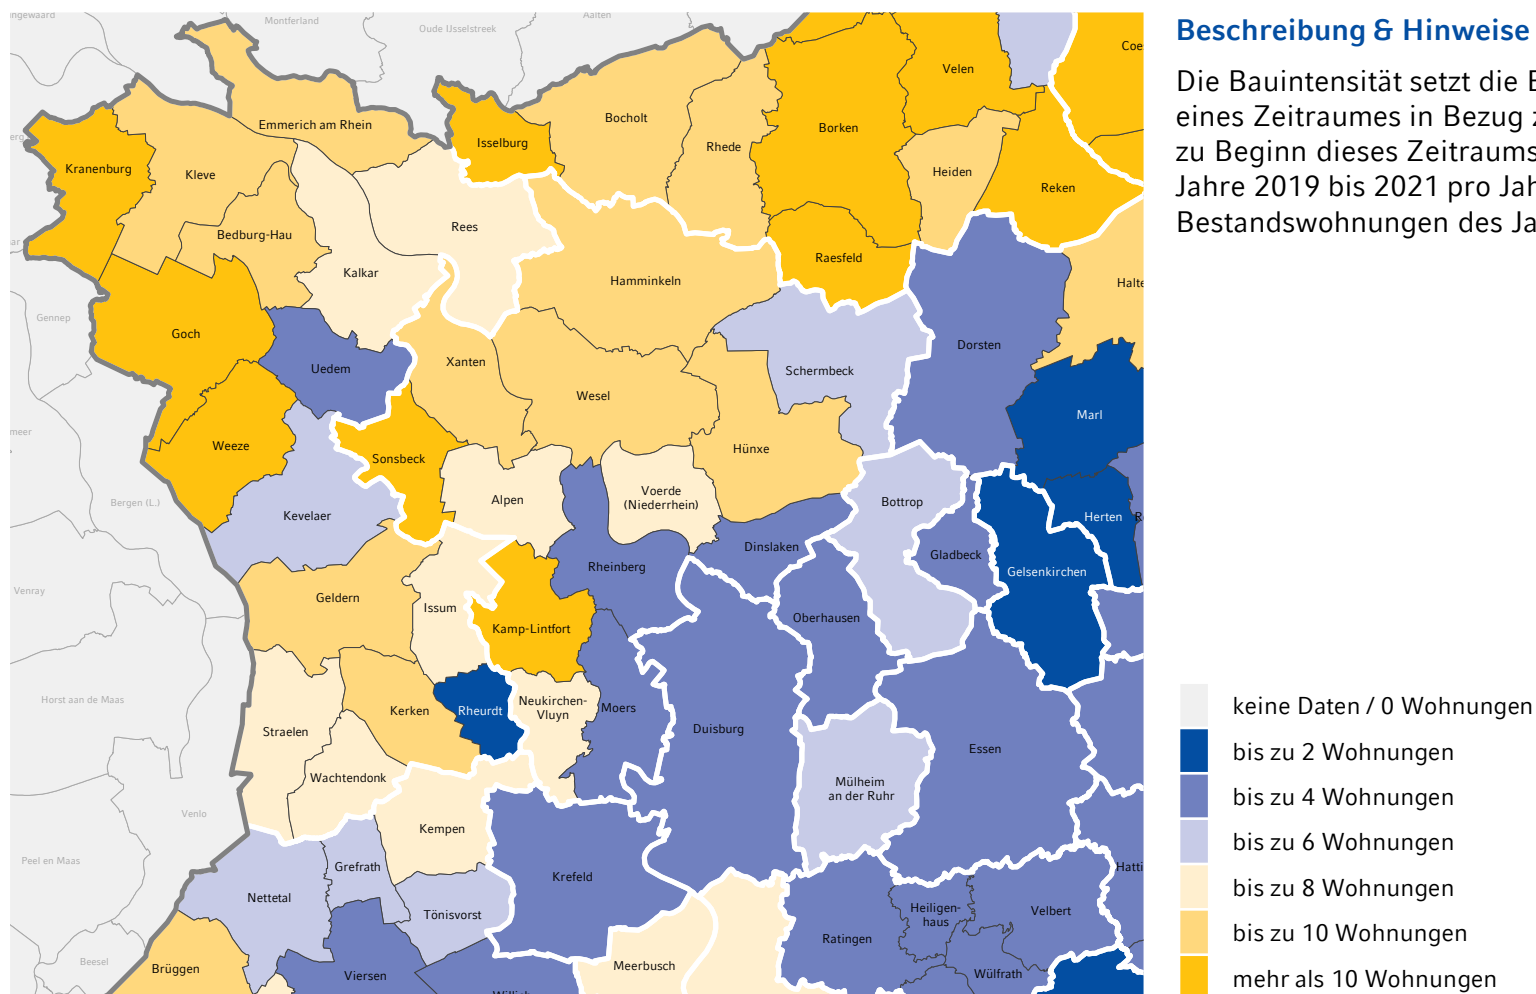 Montferland
Oude IJsselstreek
Aalten
Beschreibung & Hinweise
Die Bauintensität setzt die
eines Zeitraumes in Bezug
zu Beginn dieses Zeitraums
Jahre 2019 bis 2021 pro
Bestandswohnungen des
Velen
Emmerich am Rhein
Isselburg
Bocholt
Borken
Rhede
Kranenburg
Kleve
Heiden
Reken
Bedburg-Hau
Rees
Kalkar
Raesfeld
Hamminkeln
Gennep
Goch
Uedem
Xanten
Dorsten
Schermbeck
Wesel
Marl
Weeze
Sonsbeck
Hünxe
Bergen (L.)
Kevelaer
Alpen
Voerde
(Niederrhein)
Bottrop
Herten
Dinslaken
Gladbeck
Rheinberg
Gelsenkirchen
Venray
Geldern
Issum
Kamp-Lintfort
Oberhausen
Horst aan de Maas
Kerken
Rheurdt
Neukirchen-
Vluyn
Moers
Straelen
Duisburg
Essen
Wachtendonk
Mülheim
an der Ruhr
Venlo
Kempen
Peel en Maas
Grefrath
Krefeld
Nettetal
Tönisvorst
Heiligen-
haus
Velbert
Ratingen
Beesel
Brüggen
Viersen
Meerbusch
Wülfrath
keine Daten / 0 Wohnungen
bis zu 2 Wohnungen
bis zu 4 Wohnungen
bis zu 6 Wohnungen
bis zu 8 Wohnungen
bis zu 10 Wohnungen
mehr als 10 Wohnungen